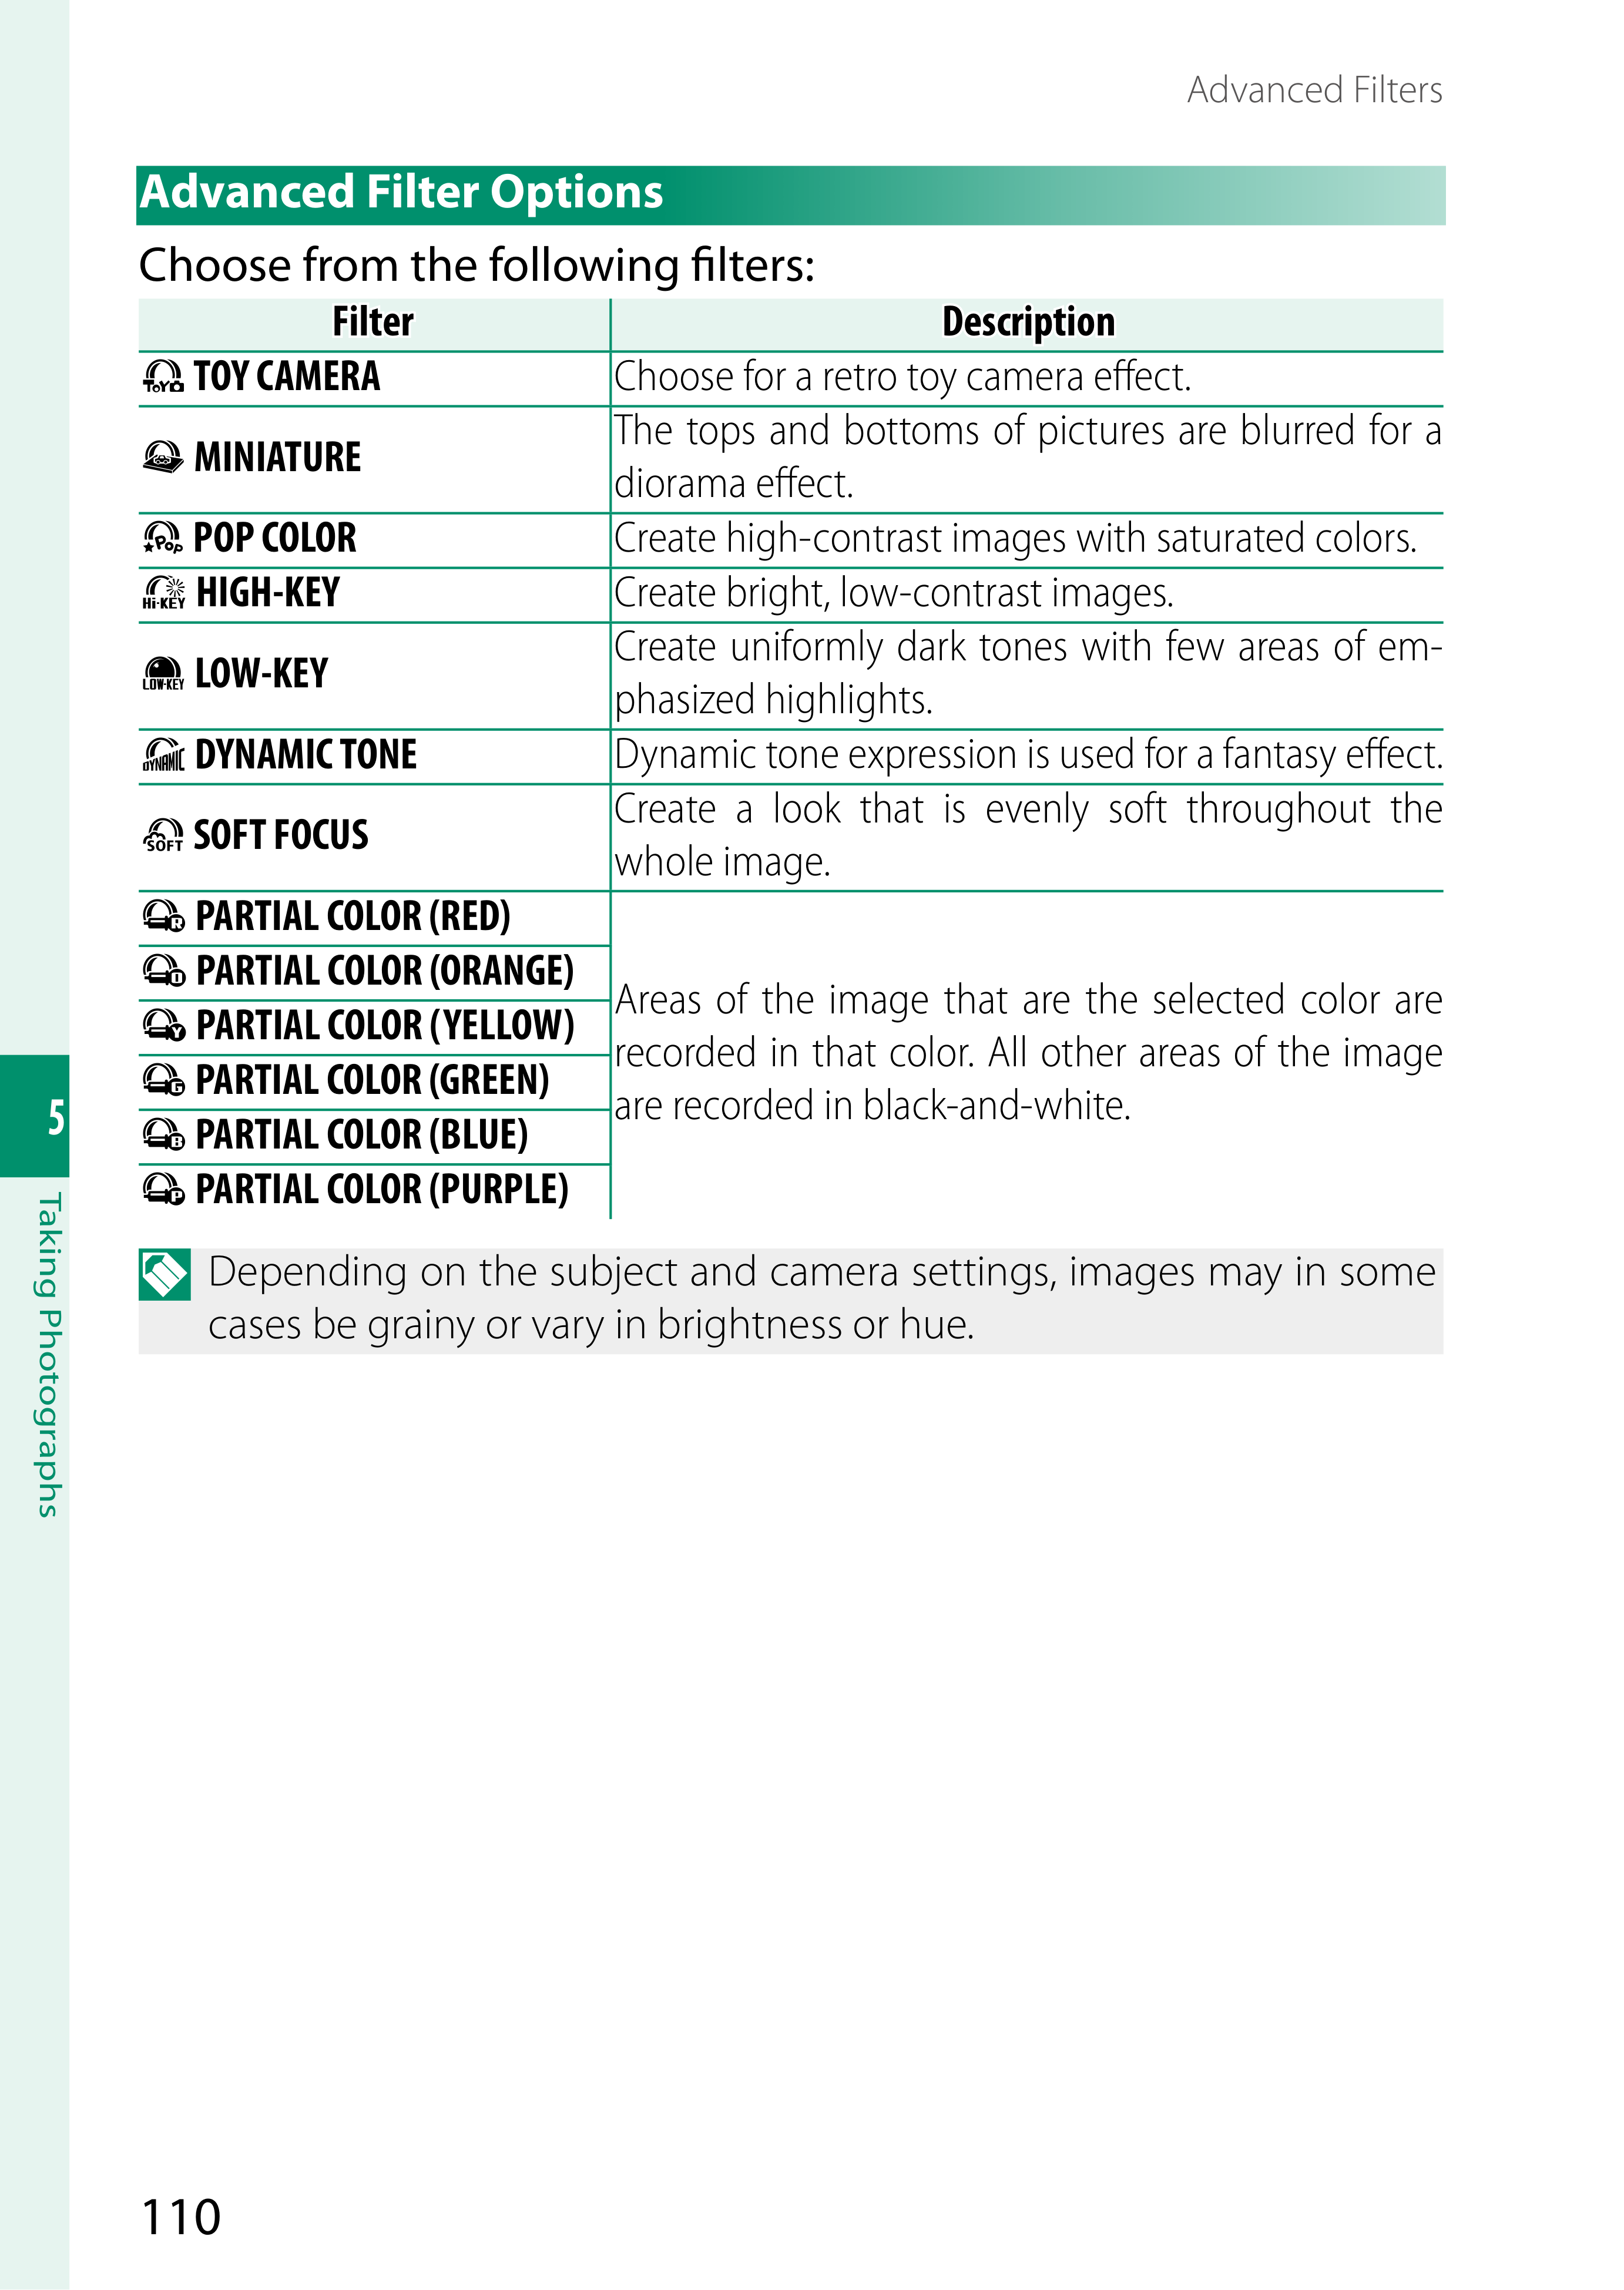 Advanced Filters
Advanced Filter Options
Choose from the following filters:
Filter
Description
TOY CAMERA
Choose for a retro toy camera effect.
MINIATURE
The tops and bottoms of pictures are blurred for a
diorama effect.
POP COLOR
Create high-contrast images with saturated colors.
HIGH-KEY
Create bright, low-contrast images.
LOW-KEY
Create uniformly dark tones with few areas of em-
phasized highlights.
DYNAMIC TONE
Dynamic tone expression is used for a fantasy effect.
SOFT FOCUS
Create a look that is evenly soft throughout the
whole image.
PARTIAL COLOR (RED)
PARTIAL COLOR (ORANGE)
PARTIAL COLOR (YELLOW)
PARTIAL COLOR (GREEN)
PARTIAL COLOR (BLUE)
PARTIAL COLOR (PURPLE)
Areas of the image that are the selected color are
recorded in that color. All other areas of the image
are recorded in black-and-white.
Depending on the subject and camera settings, images may in some
cases be grainy or vary in brightness or hue.
5
Taking Photographs
110